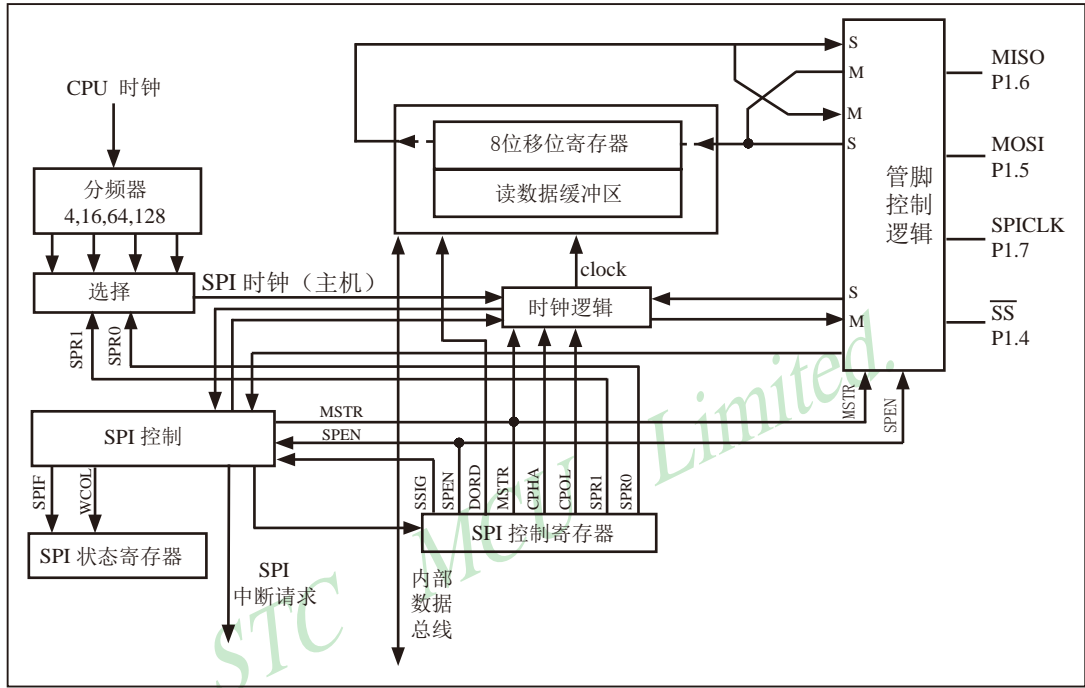 CPU 时钟
分频器
4,16,64,128
选择
SPI 时钟（主机）
SPR1
SPR0
8位移位寄存器
读数据缓冲区
clock
时钟逻辑
S
M
M
S
S
M
管脚
控制
逻辑
MISO
P1.6
MOSI
P1.5
SPICLK
P1.7
SS
P1.4
MSTR
SPEN
SPI 控制
MSTR
SPEN
SPIF
WCOL
SPI 状态寄存器
SPI
中断请求
SSIG
SPEN
DORD
MSTR
CPHA
CPOL
SPR1
SPR0
SPI 控制寄存器
内部
数据
总线
STC MCU Limited.